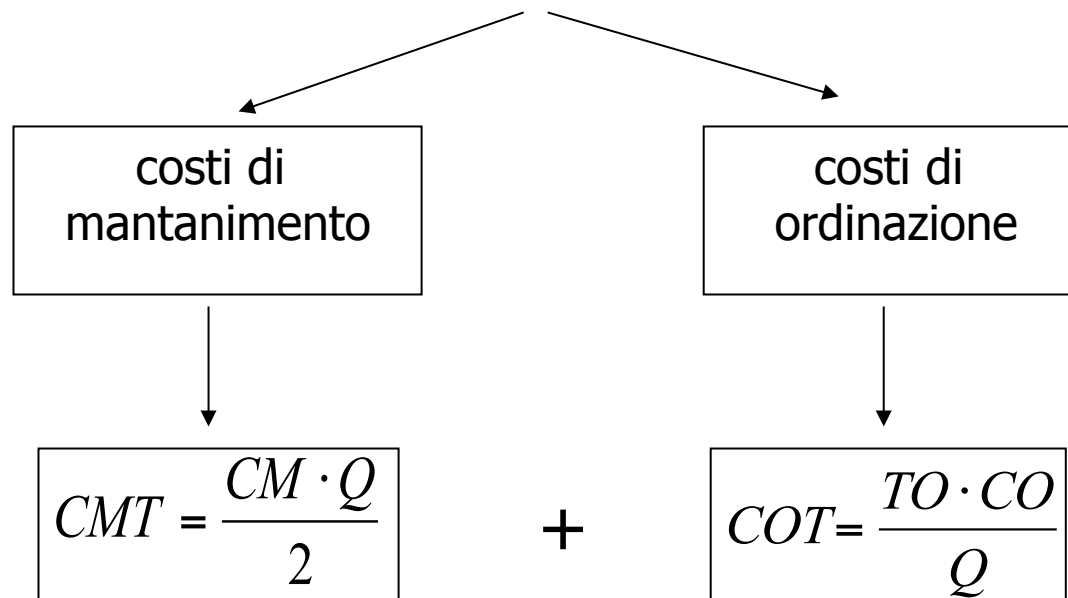 costi di
mantanimento
costi di
ordinazione
CMT = CM · Q / 2
+
COT = TO · CO / Q